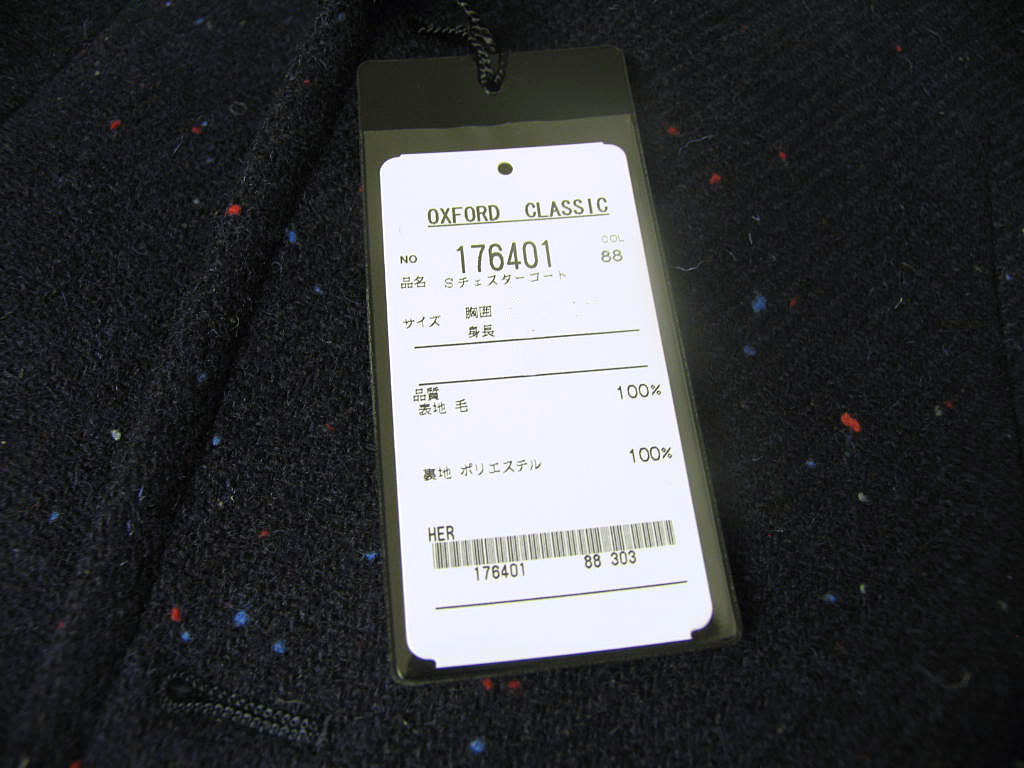 OXFORD CLASSIC
COL
NO 176401 88
品名 Sチェスターコート
サイズ 胸囲
身長
品質
表地 毛 100%
裏地 ポリエステル 100%
HER
176401 88 303